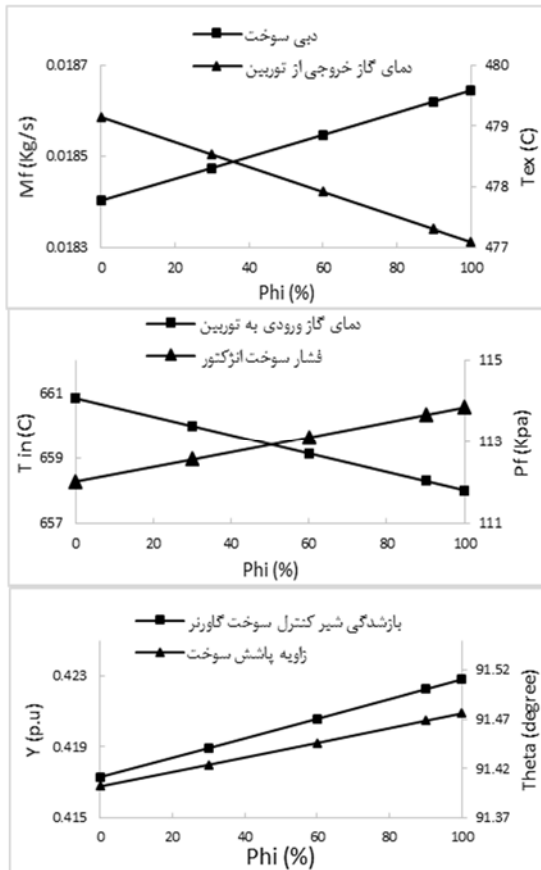 دبی سوخت
دمای گاز خروجی از توربین
0.0187
0.0185
0.0183
Mf (Kg/s)
480
479
478
477
Tex (C)
0 20 40 60 80 100
Phi (%)
دمای گاز ورودی به توربین
فشار سوخت انژکتور
661
659
657
T in (C)
115
113
111
Pf (Kpa)
0 20 40 60 80 100
Phi (%)
بازشدگی شیر کنترل سوخت گاورنر
زاویه پاشش سوخت
0.423
0.419
0.415
Y (p.u)
91.52
91.47
91.42
91.37
Theta (degree)
0 20 40 60 80 100
Phi (%)